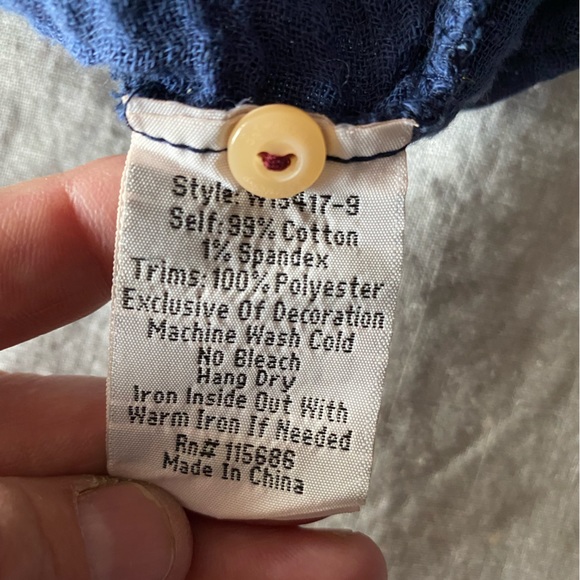 Style: W13417-9
Self: 99% Cotton
1% Spandex
Trims: 100% Polyester
Exclusive Of Decoration
Machine Wash Cold
No Bleach
Hang Dry
Iron Inside Out With
Warm Iron If Needed
Rn# 115686
Made In China